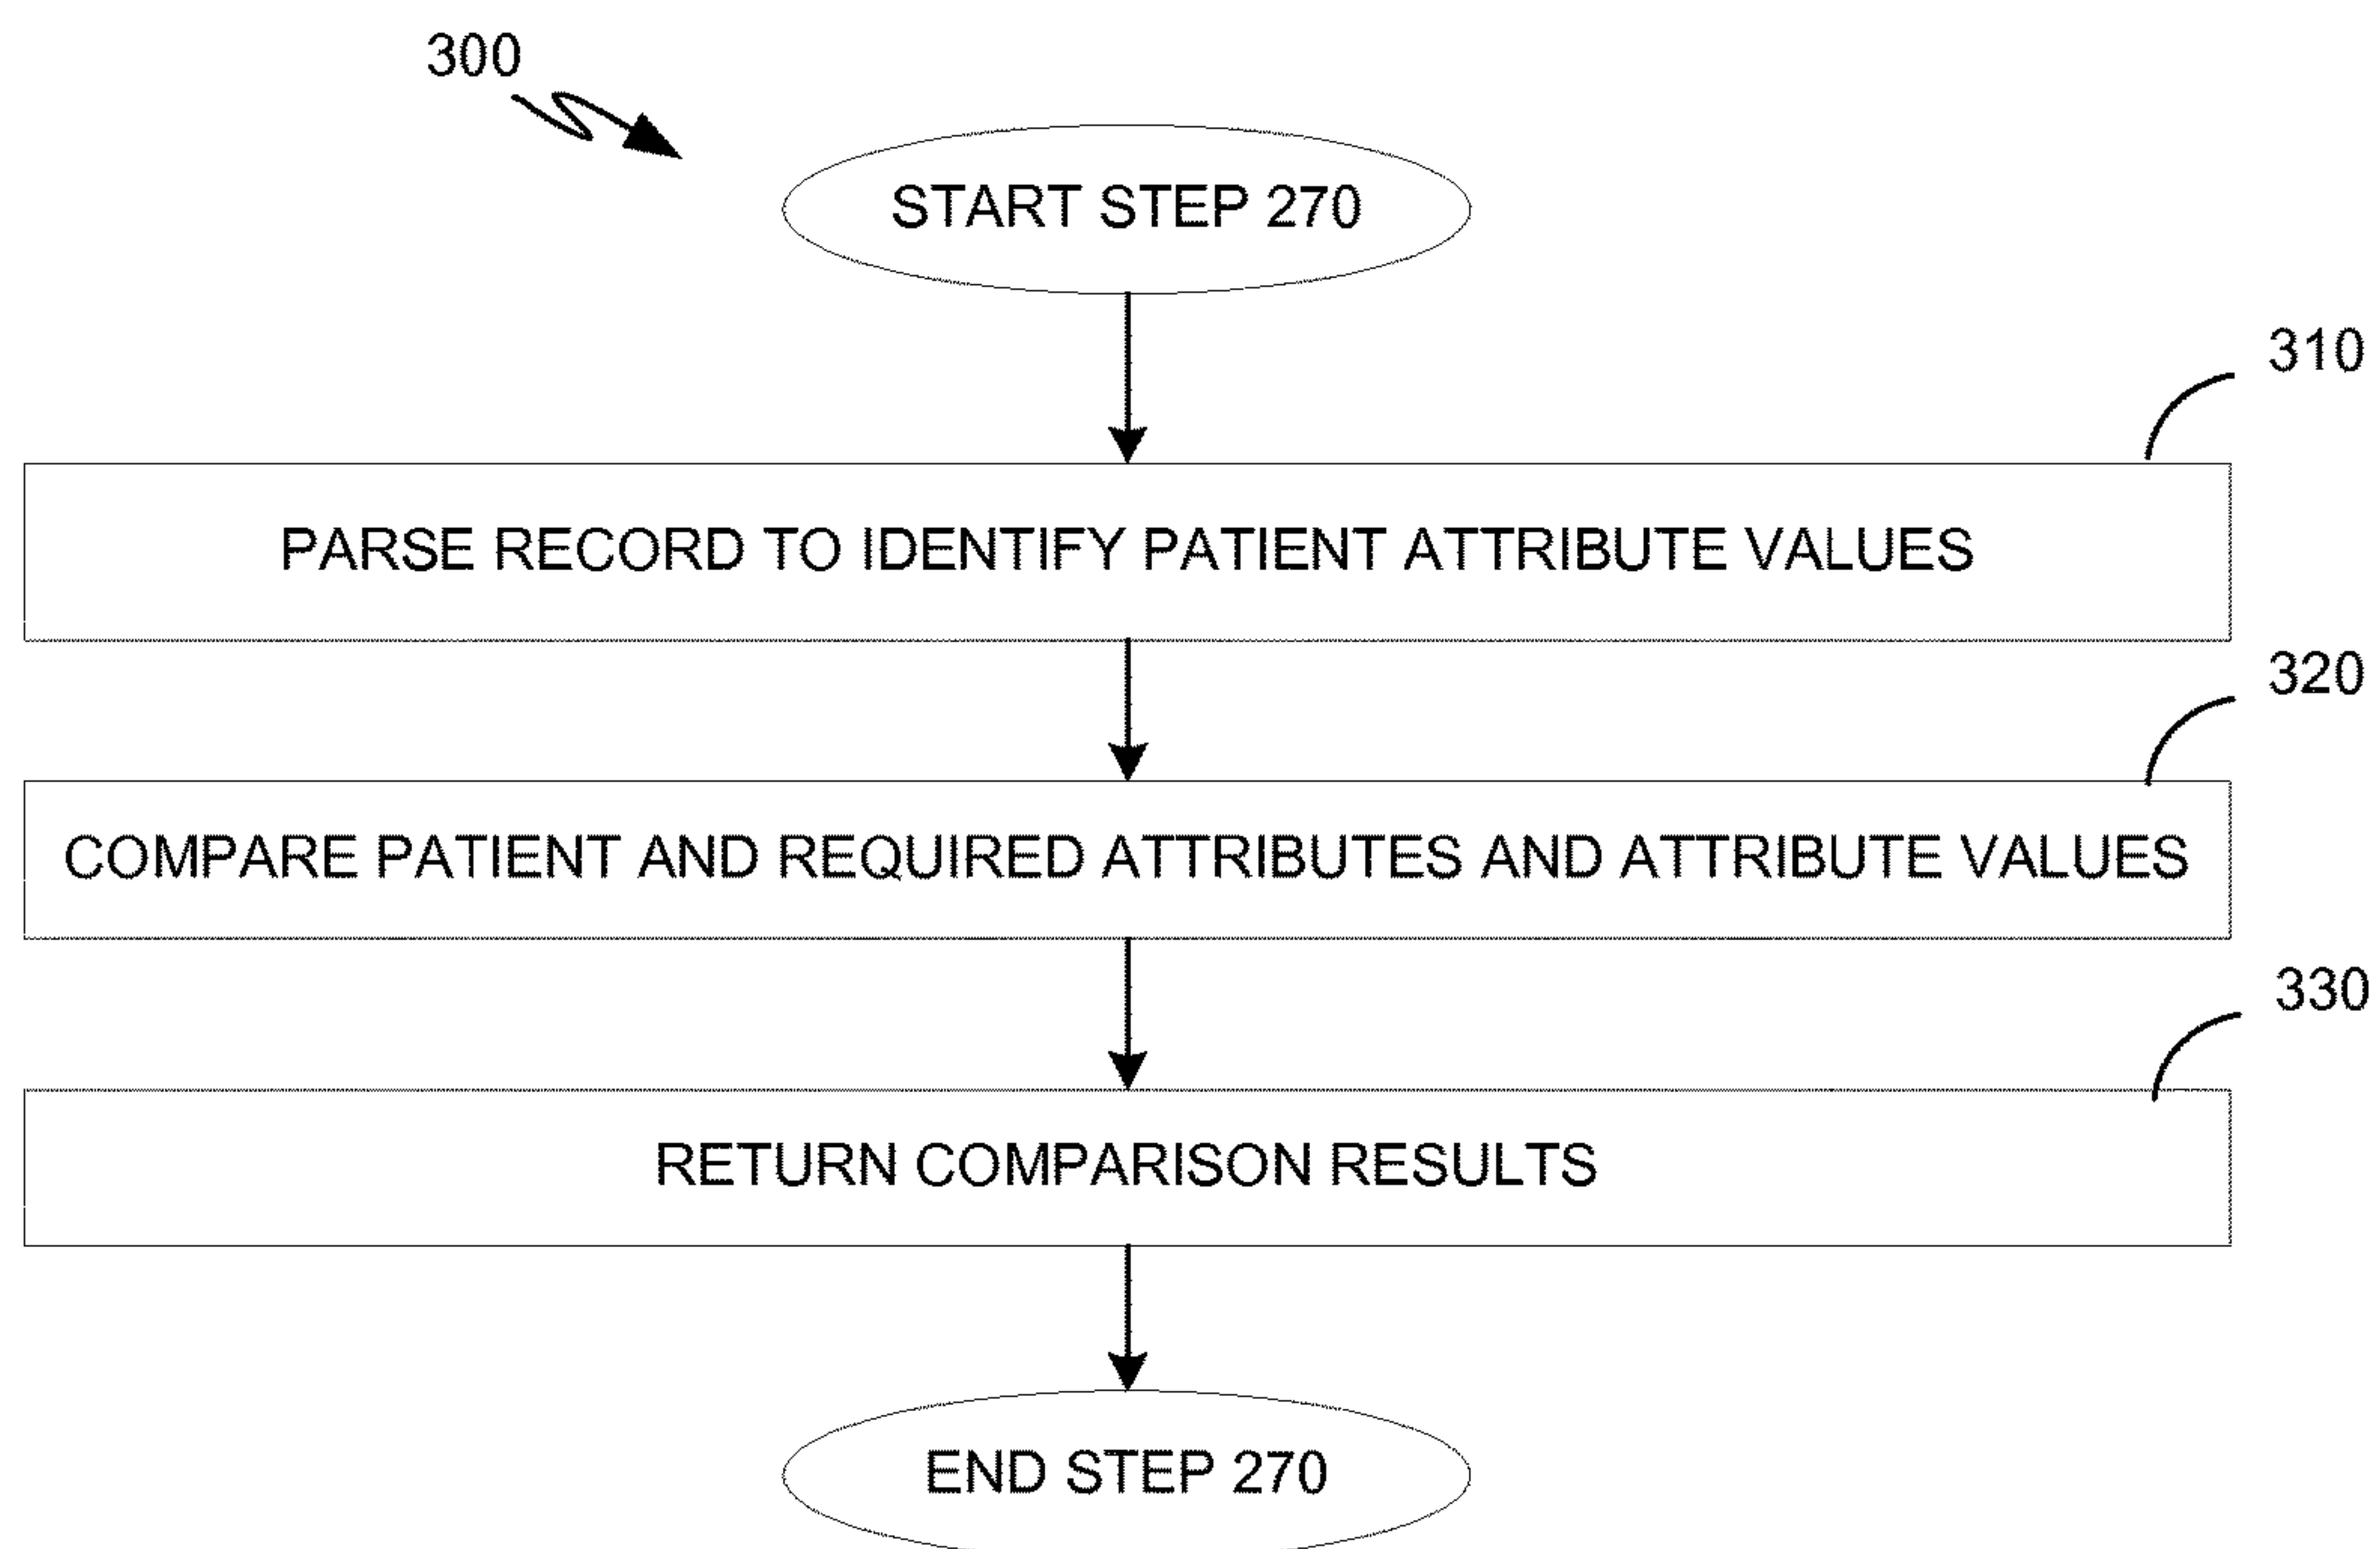 300
START STEP 270
310
PARSE RECORD TO IDENTIFY PATIENT ATTRIBUTE VALUES
320
COMPARE PATIENT AND REQUIRED ATTRIBUTES AND ATTRIBUTE VALUES
330
RETURN COMPARISON RESULTS
END STEP 270